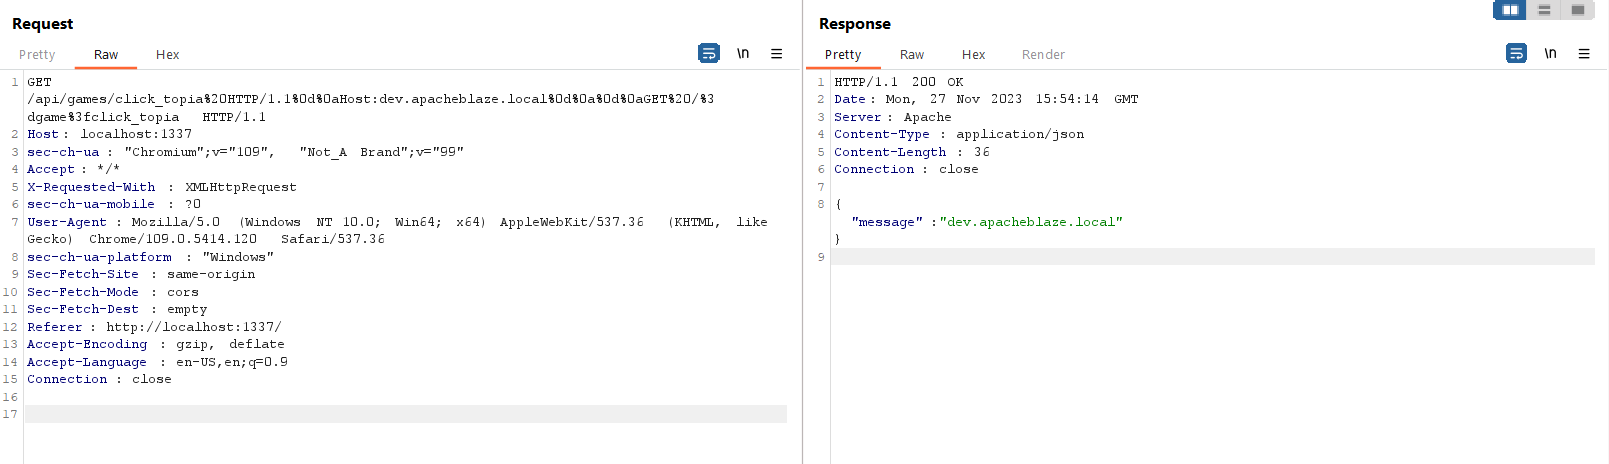 Request
Pretty Raw Hex
\n
1 GET
/api/games/click_topia%20HTTP/1.1%0d%0aHost:dev.apacheblaze.local%0d%0a%0d%0aGET%20/%3
dgame%3fclick_topia HTTP/1.1
2 Host: localhost:1337
3 sec-ch-ua : "Chromium";v="109", "Not_A Brand";v="99"
4 Accept : */*
5 X-Requested-With : XMLHttpRequest
6 sec-ch-ua-mobile : ?0
7 User-Agent : Mozilla/5.0 (Windows NT 10.0; Win64; x64) AppleWebKit/537.36 (KHTML, like
Gecko) Chrome/109.0.5414.120 Safari/537.36
8 sec-ch-ua-platform : "Windows"
9 Sec-Fetch-Site : same-origin
10 Sec-Fetch-Mode : cors
11 Sec-Fetch-Dest : empty
12 Referer : http://localhost:1337/
13 Accept-Encoding : gzip, deflate
14 Accept-Language : en-US,en;q=0.9
15 Connection : close
16
17
Response
Pretty Raw Hex Render
\n
1 HTTP/1.1 200 OK
2 Date : Mon, 27 Nov 2023 15:54:14 GMT
3 Server : Apache
4 Content-Type : application/json
5 Content-Length : 36
6 Connection : close
7
8 {
"message" :"dev.apacheblaze.local"
}
9